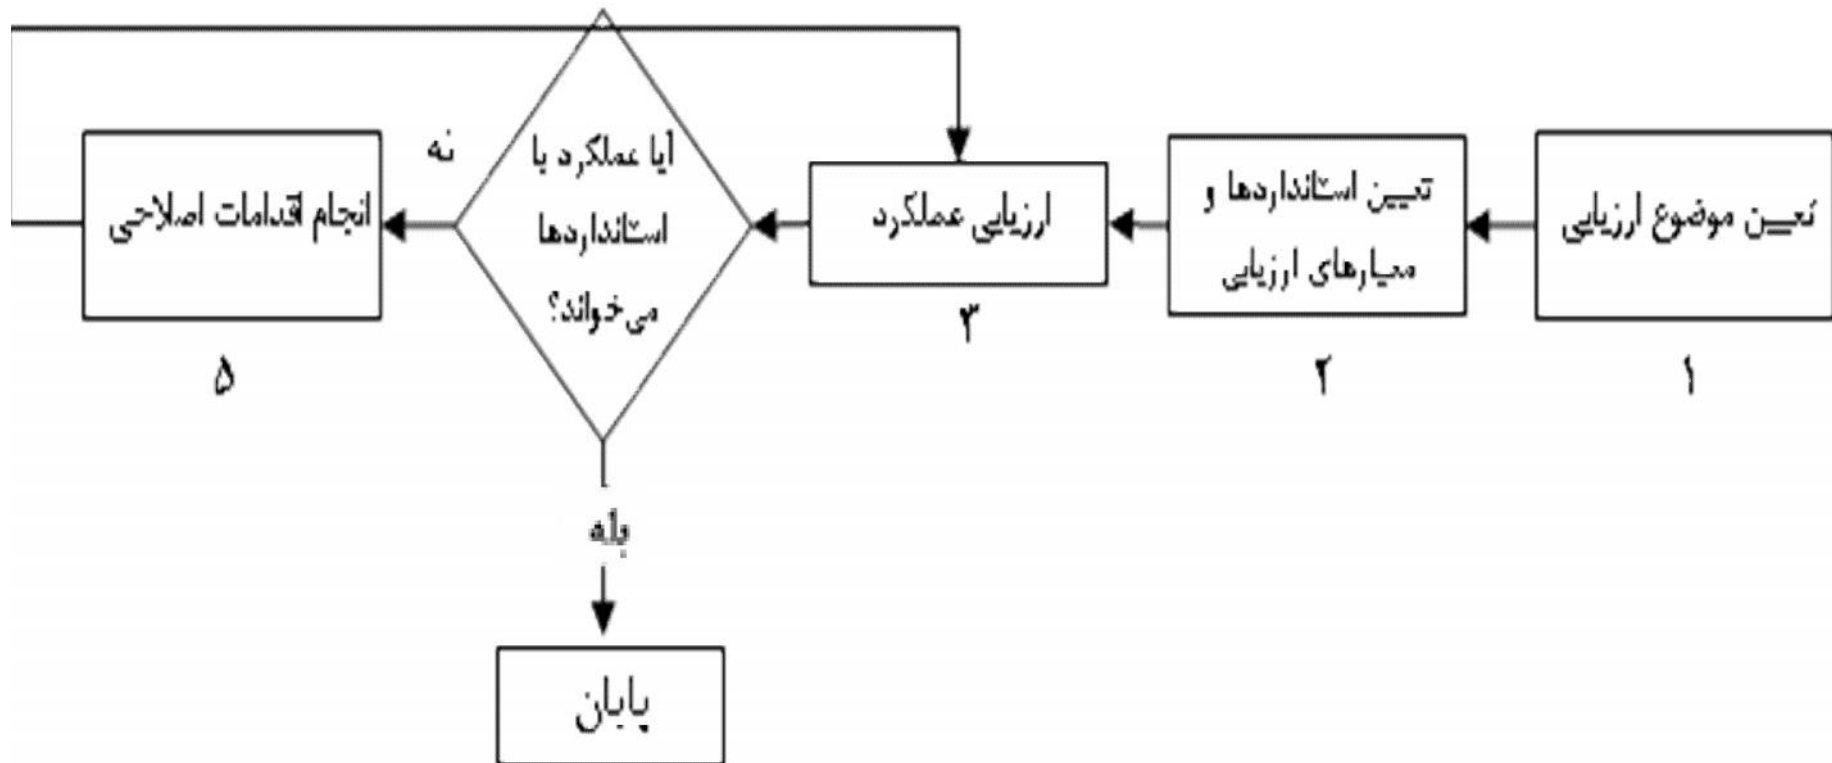 تعیین موضوع ارزیابی
۱
تعیین استانداردها و
معیارهای ارزیابی
۲
ارزیابی عملکرد
۳
آیا عملکرد با
استانداردها
می‌خواند؟
نه
انجام اقدامات اصلاحی
۵
بله
پایان